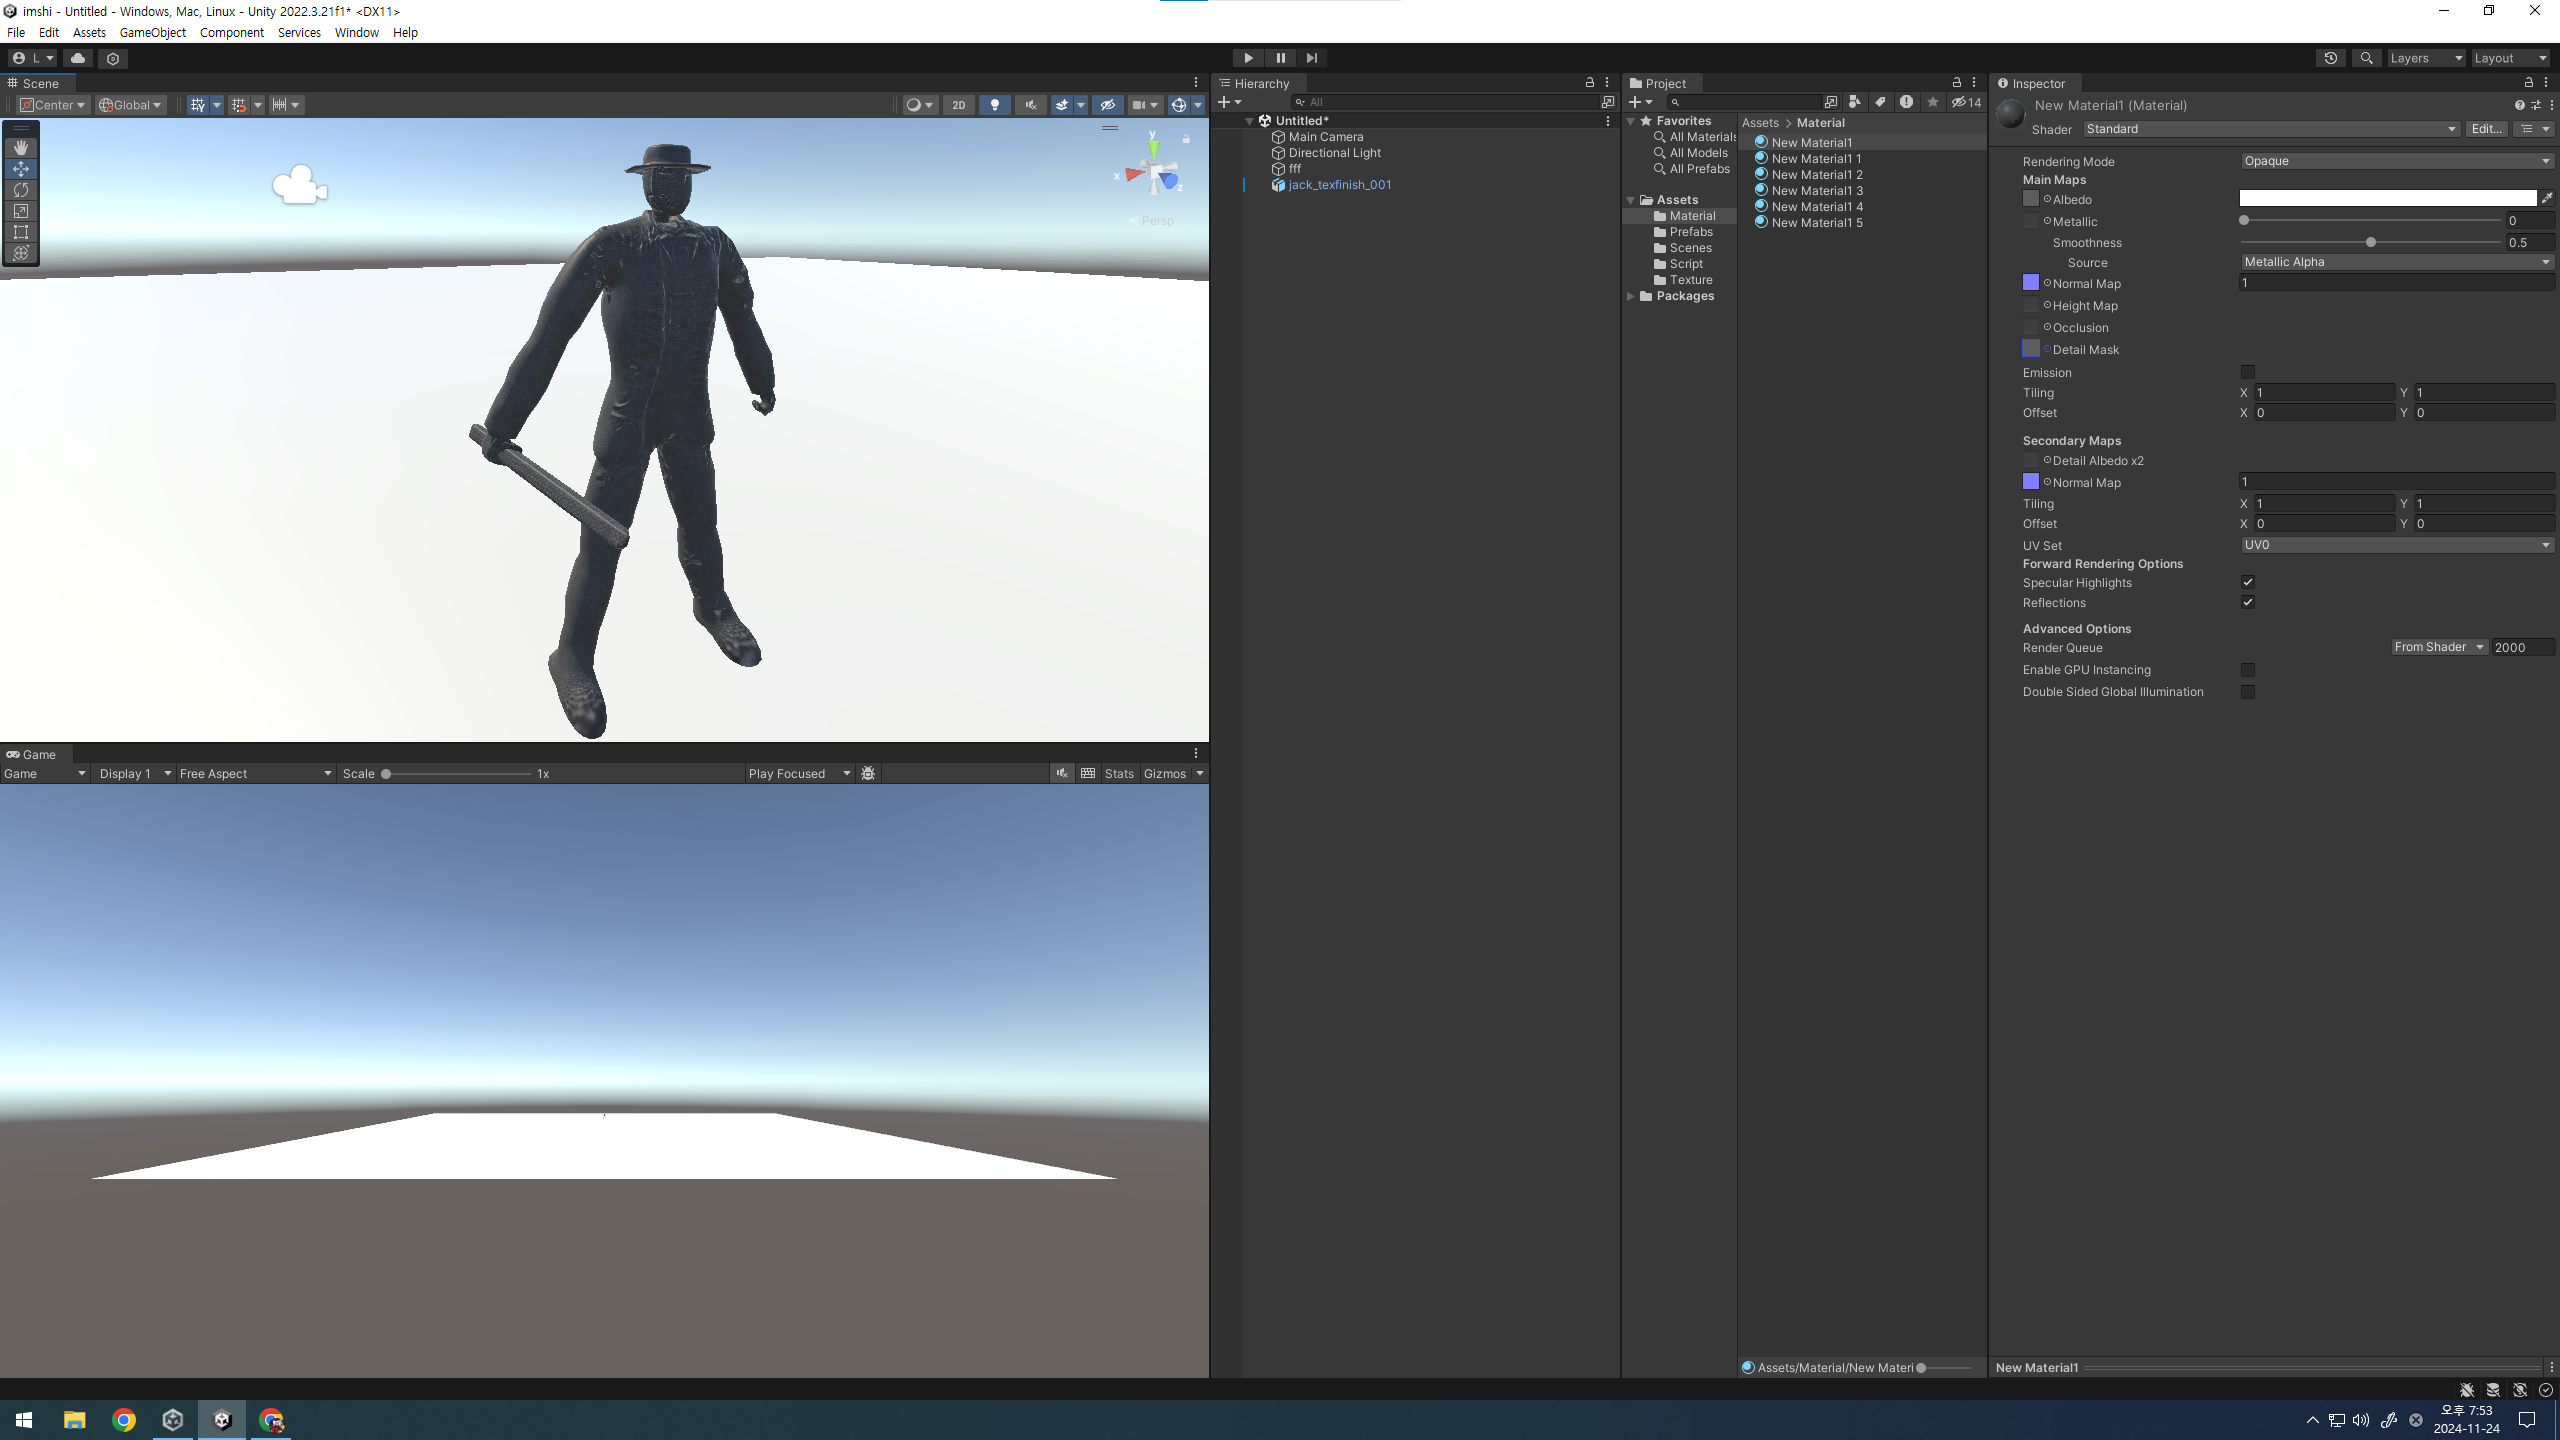 imshi - Untitled - Windows, Mac, Linux - Unity 2022.3.21f1* <DX11>
File Edit Assets GameObject Component Services Window Help
L
Layers Layout
Scene
Center Global 2D
y
x
z
Persp
Hierarchy
All
Untitled*
Main Camera
Directional Light
fff
jack_texfinish_001
Project
14
Favorites
All Materials
All Models
All Prefabs
Assets
Material
Prefabs
Scenes
Script
Texture
Packages
Assets > Material
New Material1
New Material1 1
New Material1 2
New Material1 3
New Material1 4
New Material1 5
Assets/Material/New Materi
Inspector
New Material1 (Material)
Shader Standard Edit...
Rendering Mode Opaque
Main Maps
Albedo
Metallic 0
Smoothness 0.5
Source Metallic Alpha
Normal Map 1
Height Map
Occlusion
Detail Mask
Emission
Tiling X 1 Y 1
Offset X 0 Y 0
Secondary Maps
Detail Albedo x2
Normal Map 1
Tiling X 1 Y 1
Offset X 0 Y 0
UV Set UV0
Forward Rendering Options
Specular Highlights
Reflections
Advanced Options
Render Queue From Shader 2000
Enable GPU Instancing
Double Sided Global Illumination
New Material1
Game
Game Display 1 Free Aspect Scale 1x Play Focused Stats Gizmos
오후 7:53
2024-11-24